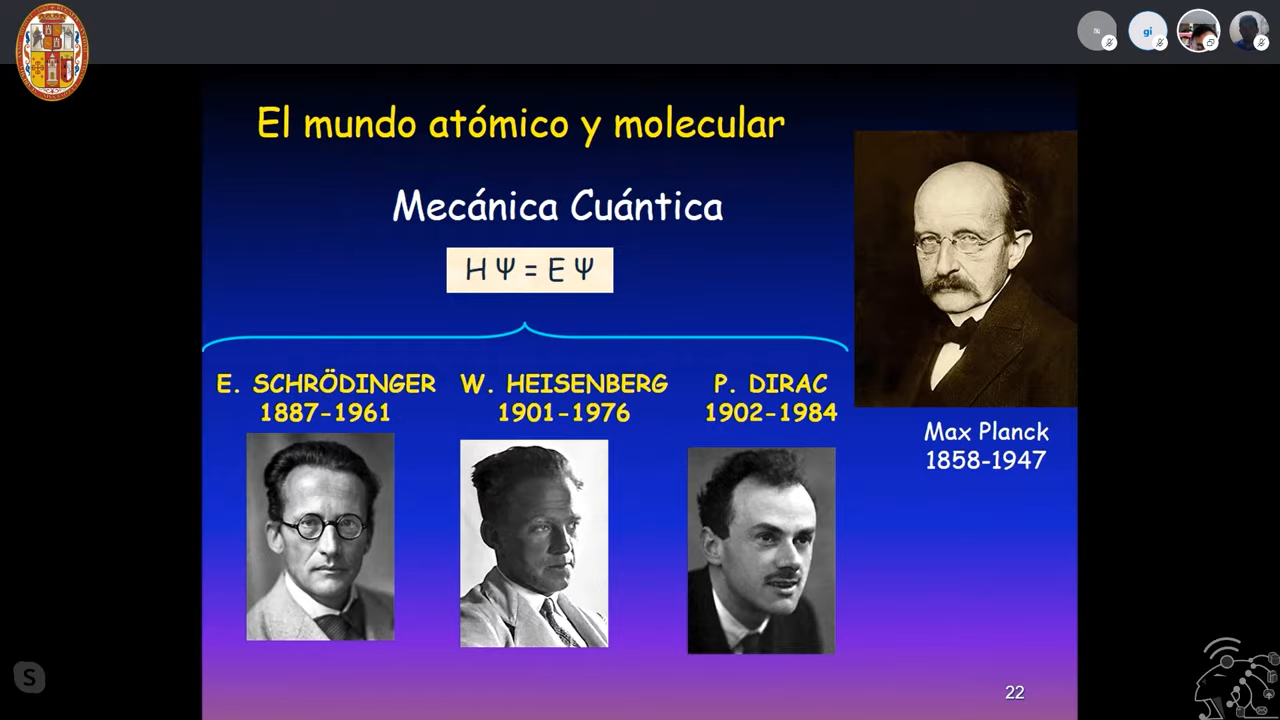 gi
El mundo atómico y molecular
Mecánica Cuántica
H Ψ = E Ψ
E. SCHRÖDINGER
1887-1961
W. HEISENBERG
1901-1976
P. DIRAC
1902-1984
Max Planck
1858-1947
S
22